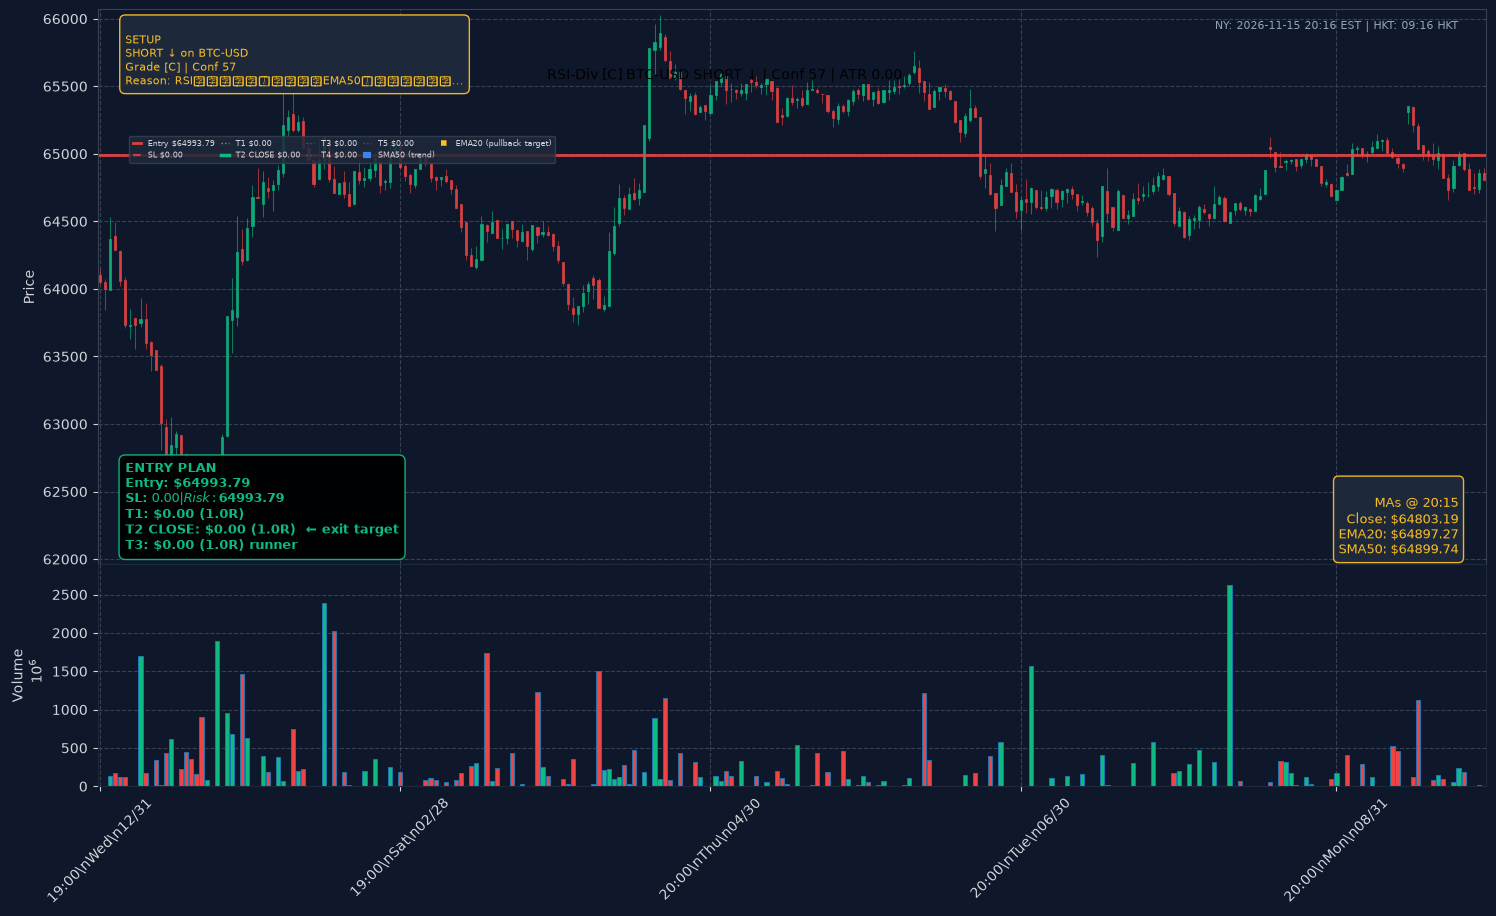 NY: 2026-11-15 20:16 EST | HKT: 09:16 HKT
SETUP
SHORT ↓ on BTC-USD
Grade [C] | Conf 57
Reason: RSI EMA50 ...
RSI-Div [C] BTC-USD SHORT ↓ | Conf 57 | ATR 0.00
Entry $64993.79
SL $0.00
T1 $0.00
T2 CLOSE $0.00
T3 $0.00
T4 $0.00
T5 $0.00
SMA50 (trend)
EMA20 (pullback target)
Price
66000
65500
65000
64500
64000
63500
63000
62500
62000
ENTRY PLAN
Entry: $64993.79
SL: 0.00|Risk:64993.79
T1: $0.00 (1.0R)
T2 CLOSE: $0.00 (1.0R) ← exit target
T3: $0.00 (1.0R) runner
MAs @ 20:15
Close: $64803.19
EMA20: $64897.27
SMA50: $64899.74
Volume
10⁶
2500
2000
1500
1000
500
0
19:00\nWed\n12/31
19:00\nSat\n02/28
20:00\nThu\n04/30
20:00\nTue\n06/30
20:00\nMon\n08/31